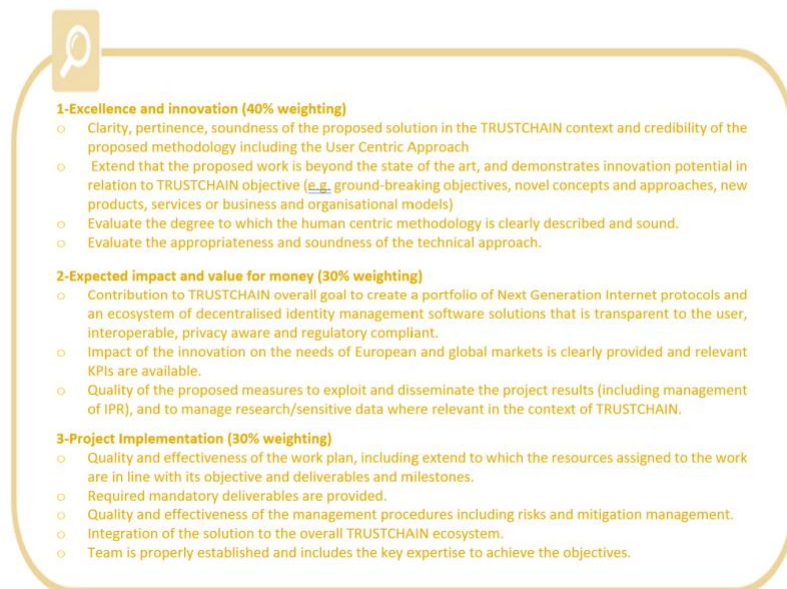 1-Excellence and innovation (40% weighting)
o Clarity, pertinence, soundness of the proposed solution in the TRUSTCHAIN context and credibility of the
proposed methodology including the User Centric Approach
o Extend that the proposed work is beyond the state of the art, and demonstrates innovation potential in
relation to TRUSTCHAIN objective (e.g. ground-breaking objectives, novel concepts and approaches, new
products, services or business and organisational models)
o Evaluate the degree to which the human centric methodology is clearly described and sound.
o Evaluate the appropriateness and soundness of the technical approach.
2-Expected impact and value for money (30% weighting)
o Contribution to TRUSTCHAIN overall goal to create a portfolio of Next Generation Internet protocols and
an ecosystem of decentralised identity management software solutions that is transparent to the user,
interoperable, privacy aware and regulatory compliant.
o Impact of the innovation on the needs of European and global markets is clearly provided and relevant
KPIs are available.
o Quality of the proposed measures to exploit and disseminate the project results (including management
of IPR), and to manage research/sensitive data where relevant in the context of TRUSTCHAIN.
3-Project Implementation (30% weighting)
o Quality and effectiveness of the work plan, including extend to which the resources assigned to the work
are in line with its objective and deliverables and milestones.
o Required mandatory deliverables are provided.
o Quality and effectiveness of the management procedures including risks and mitigation management.
o Integration of the solution to the overall TRUSTCHAIN ecosystem.
o Team is properly established and includes the key expertise to achieve the objectives.